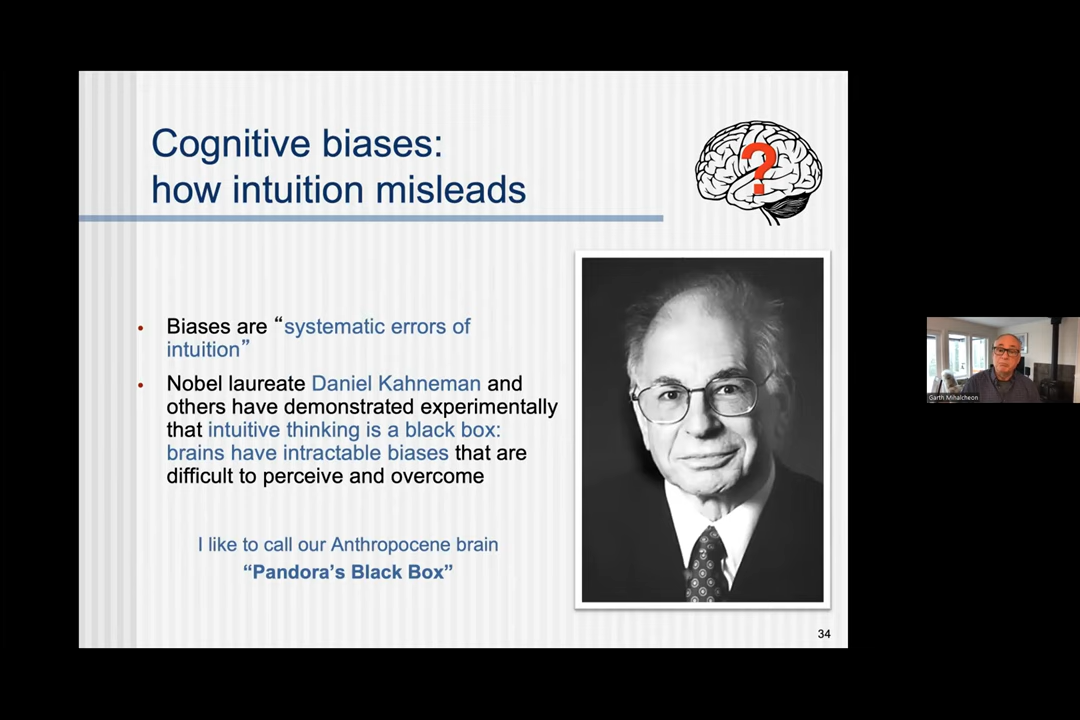 Cognitive biases:
how intuition misleads
?
• Biases are “systematic errors of
intuition”
• Nobel laureate Daniel Kahneman and
others have demonstrated experimentally
that intuitive thinking is a black box:
brains have intractable biases that are
difficult to perceive and overcome
I like to call our Anthropocene brain
“Pandora’s Black Box”
34
Garth Mihalcheon